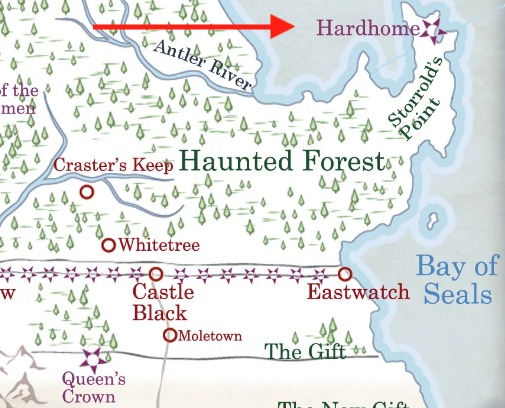 Hardhome
Antler River
Storrold's
Point
of the
men
Craster's Keep
Haunted Forest
Whitetree
Bay of
Seals
w
Castle
Black
Eastwatch
Moletown
The Gift
Queen's
Crown
The New Gift